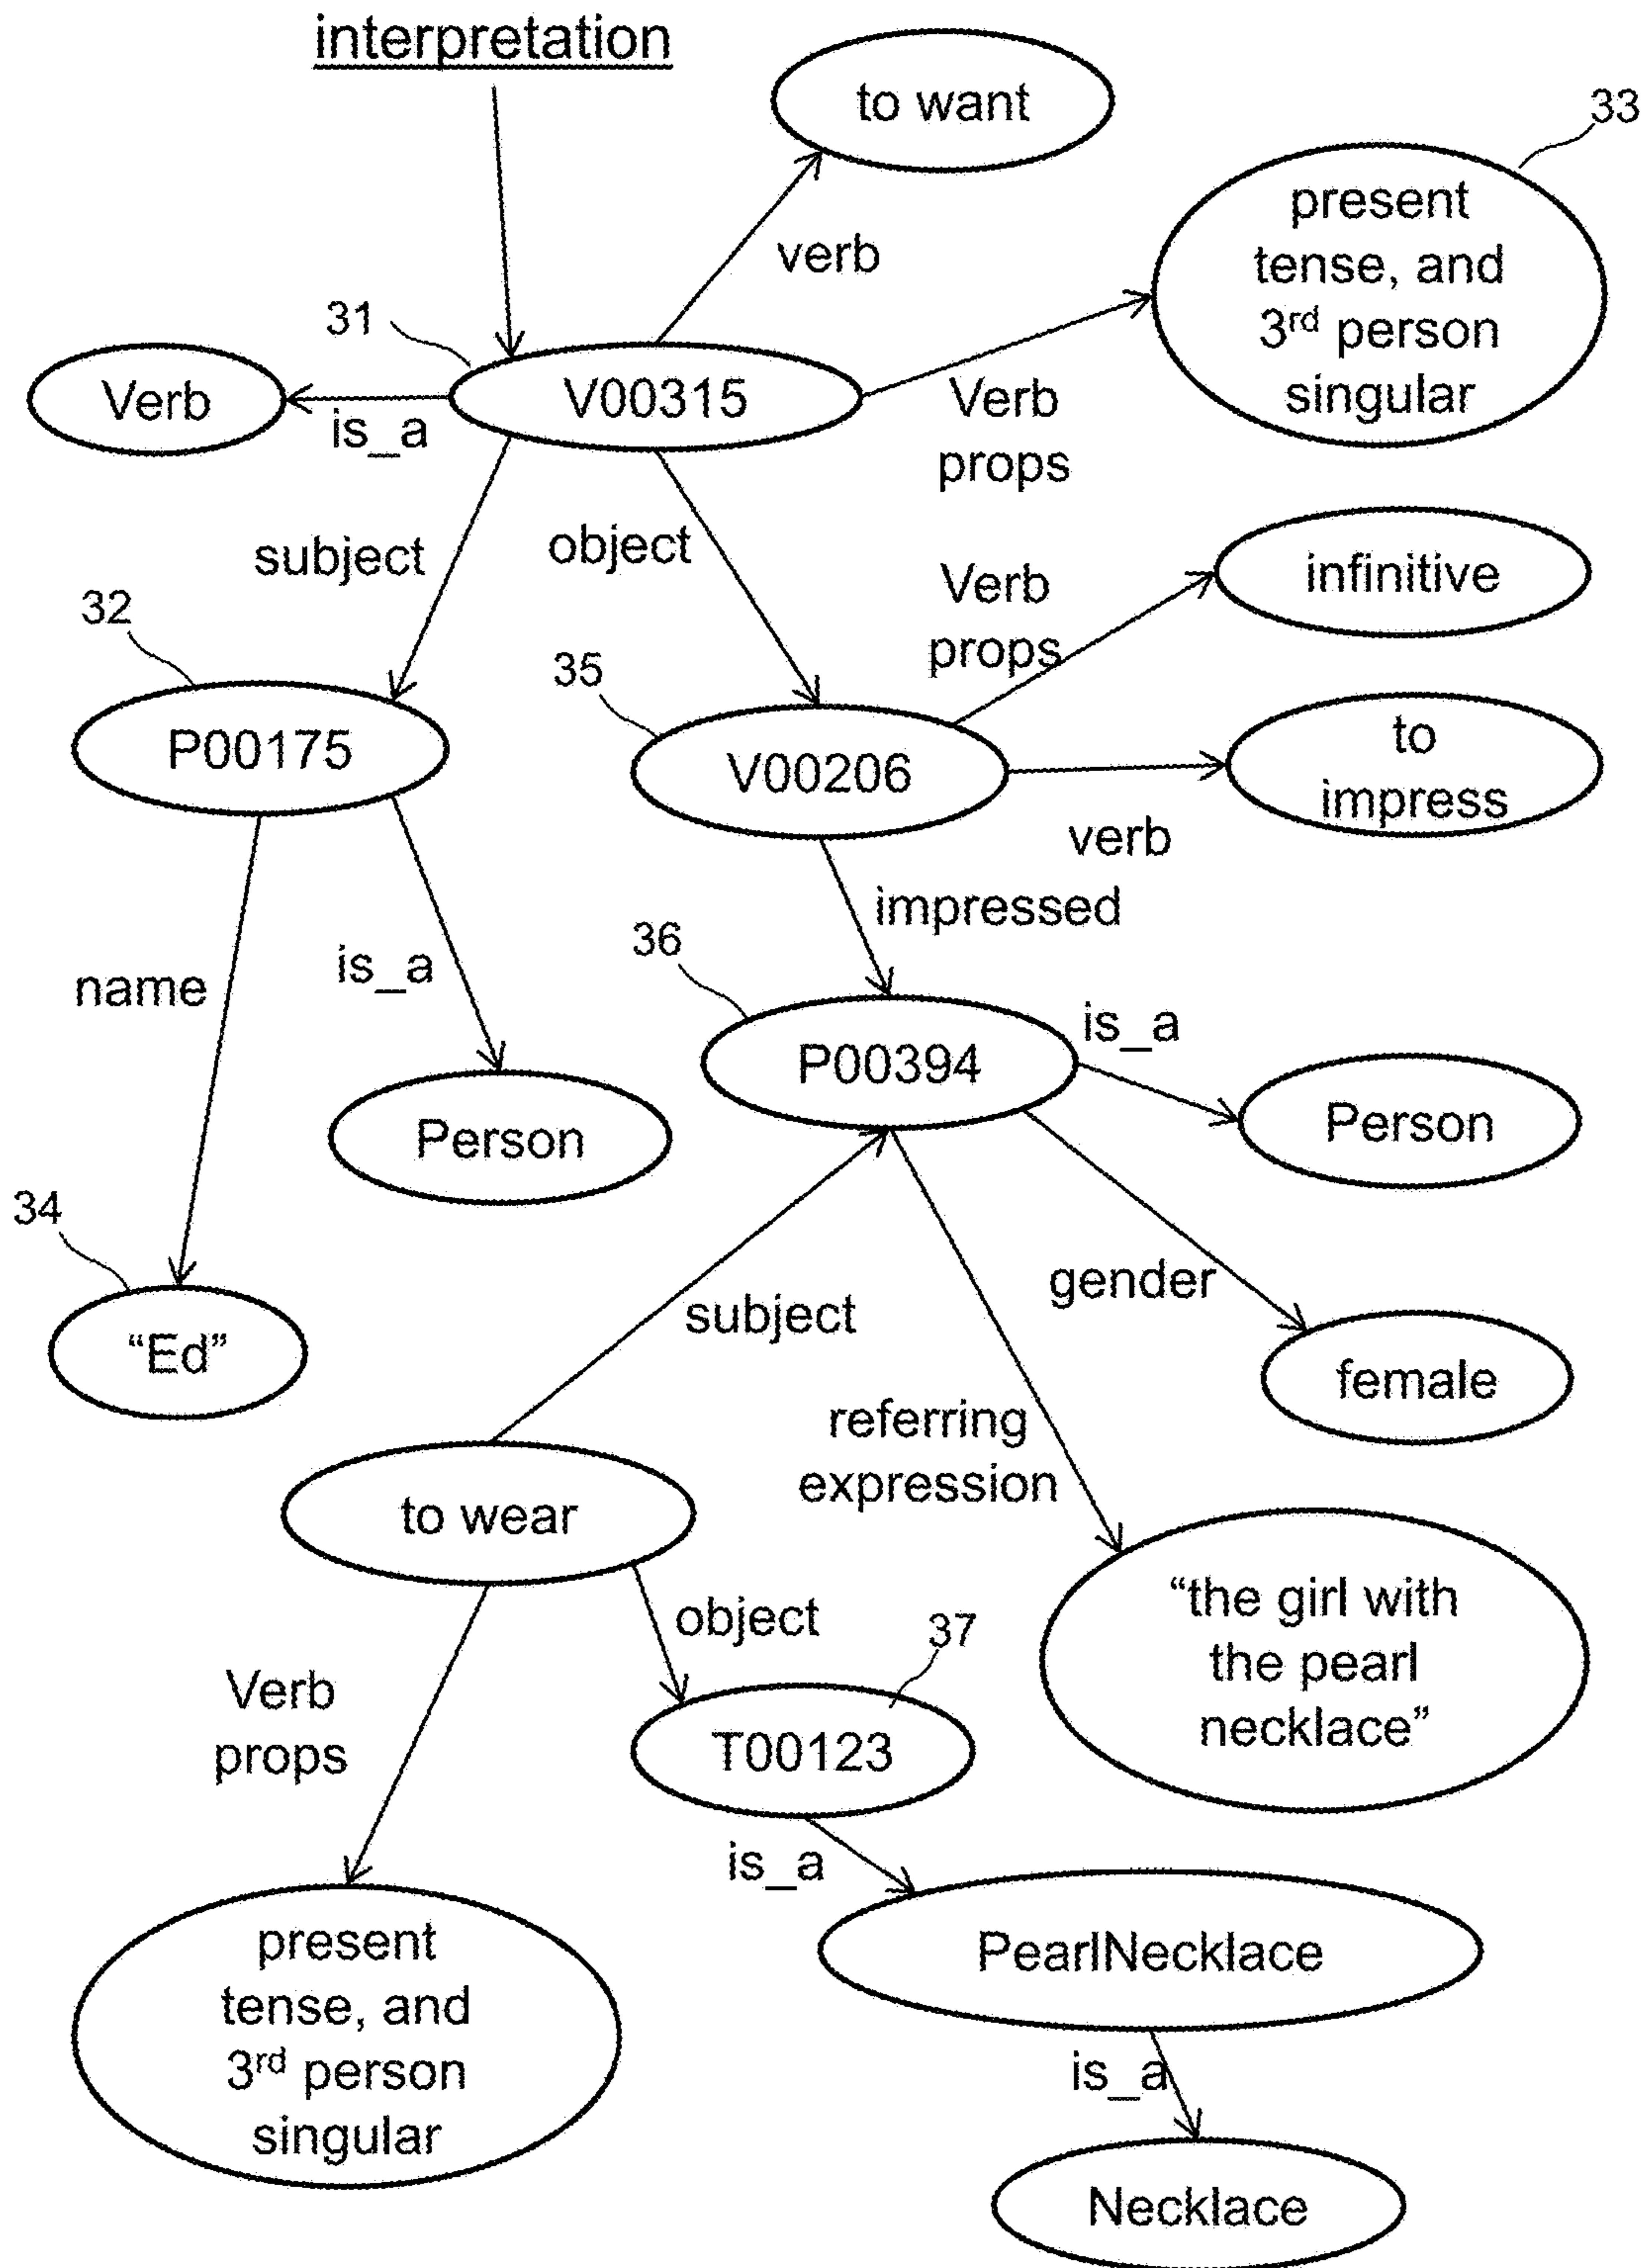 interpretation
to want
33
present
tense, and
3rd person
singular
verb
31
Verb
is_a
V00315
Verb
props
subject
object
Verb
props
infinitive
32
35
P00175
V00206
to
impress
verb
impressed
36
name
is_a
P00394
is_a
Person
Person
34
"Ed"
subject
gender
female
referring
expression
to wear
"the girl with
the pearl
necklace"
object
37
Verb
props
T00123
is_a
PearlNecklace
present
tense, and
3rd person
singular
is_a
Necklace